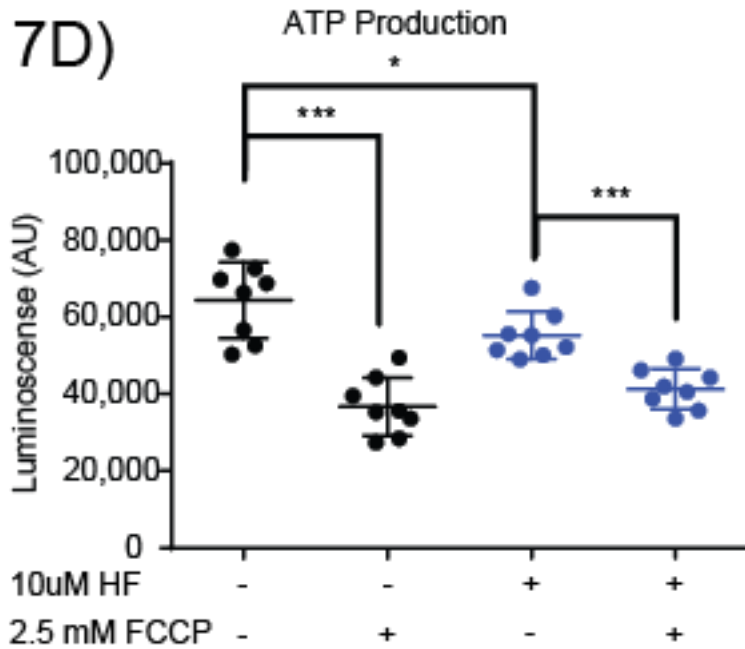 7D)
ATP Production
*
***
***
100,000
80,000
60,000
40,000
20,000
0
Luminoscense (AU)
10uM HF - - + +
2.5 mM FCCP - + - +